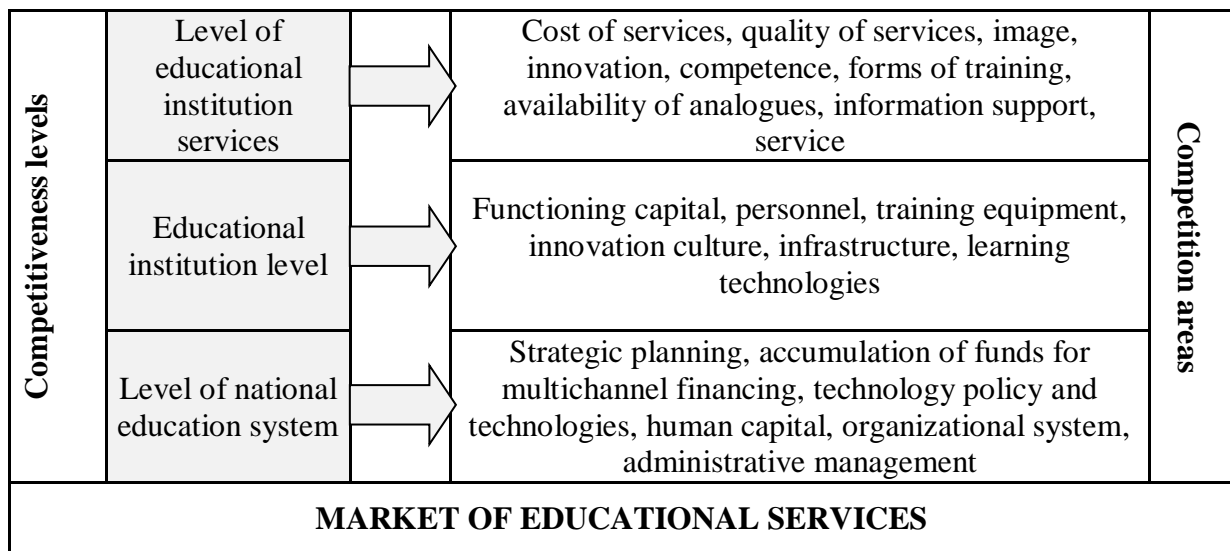 Competitiveness levels
Level of
educational
institution
services
Cost of services, quality of services, image,
innovation, competence, forms of training,
availability of analogues, information support,
service
Educational
institution level
Functioning capital, personnel, training equipment,
innovation culture, infrastructure, learning
technologies
Level of national
education system
Strategic planning, accumulation of funds for
multichannel financing, technology policy and
technologies, human capital, organizational system,
administrative management
Competition areas
MARKET OF EDUCATIONAL SERVICES